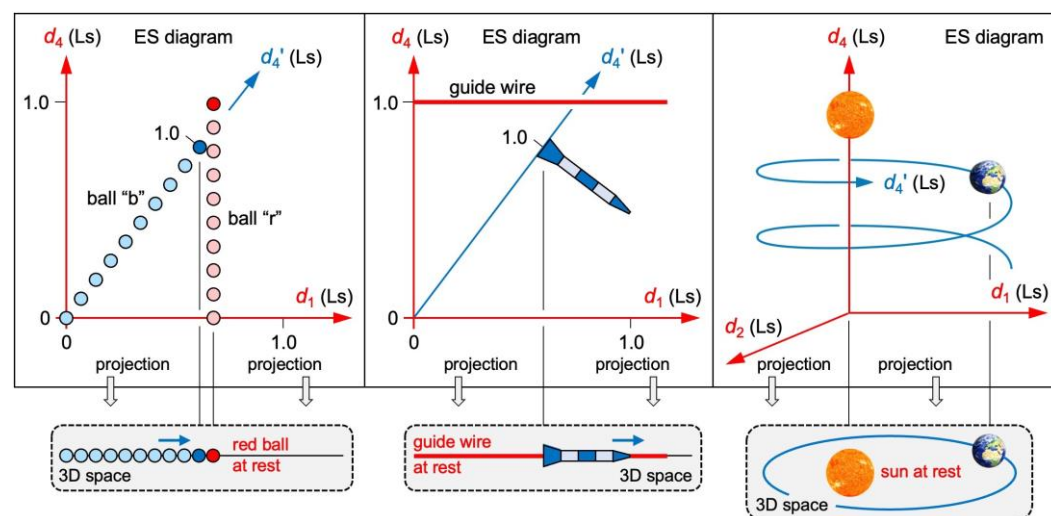 d₄ (Ls) ES diagram
d₄' (Ls)
1.0
1.0
ball "b"
ball "r"
d₁ (Ls)
0
0 1.0
projection projection
red ball
at rest
3D space
d₄ (Ls) ES diagram
d₄' (Ls)
guide wire
1.0
1.0
d₁ (Ls)
0
0 1.0
projection projection
guide wire
at rest
3D space
d₄ (Ls) ES diagram
d₄' (Ls)
d₁ (Ls)
d₂ (Ls)
projection projection
sun at rest
3D space